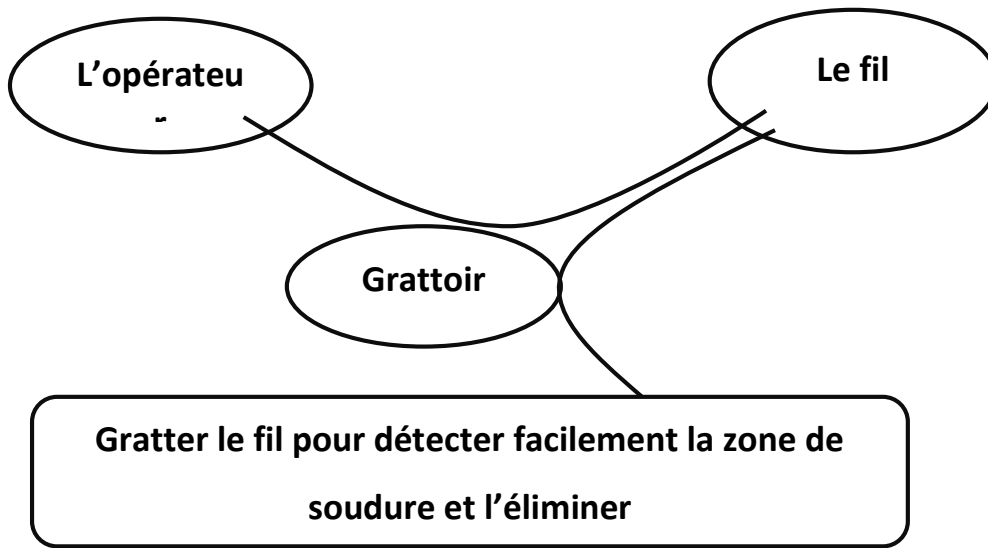 L’opérateu
r
Le fil
Grattoir
Gratter le fil pour détecter facilement la zone de
soudure et l’éliminer